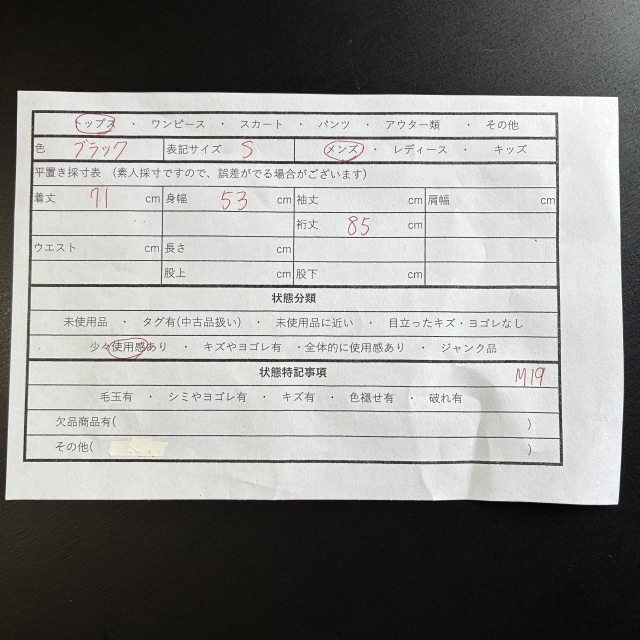 トップス ・ ワンピース ・ スカート ・ パンツ ・ アウター類 ・ その他
色 ブラック 表記サイズ S メンズ ・ レディース ・ キッズ
平置き採寸表 (素人採寸ですので、誤差がでる場合がございます)
着丈 71 cm 身幅 53 cm 袖丈 cm 肩幅 cm
裄丈 85 cm
ウエスト cm 長さ cm
股上 cm 股下 cm
状態分類
未使用品 ・ タグ有(中古品扱い) ・ 未使用品に近い ・ 目立ったキズ・ヨゴレなし
少々使用感あり ・ キズやヨゴレ有 ・全体的に使用感あり ・ ジャンク品
状態特記事項 M19
毛玉有 ・ シミやヨゴレ有 ・ キズ有 ・ 色褪せ有 ・ 破れ有
欠品商品有( )
その他( )